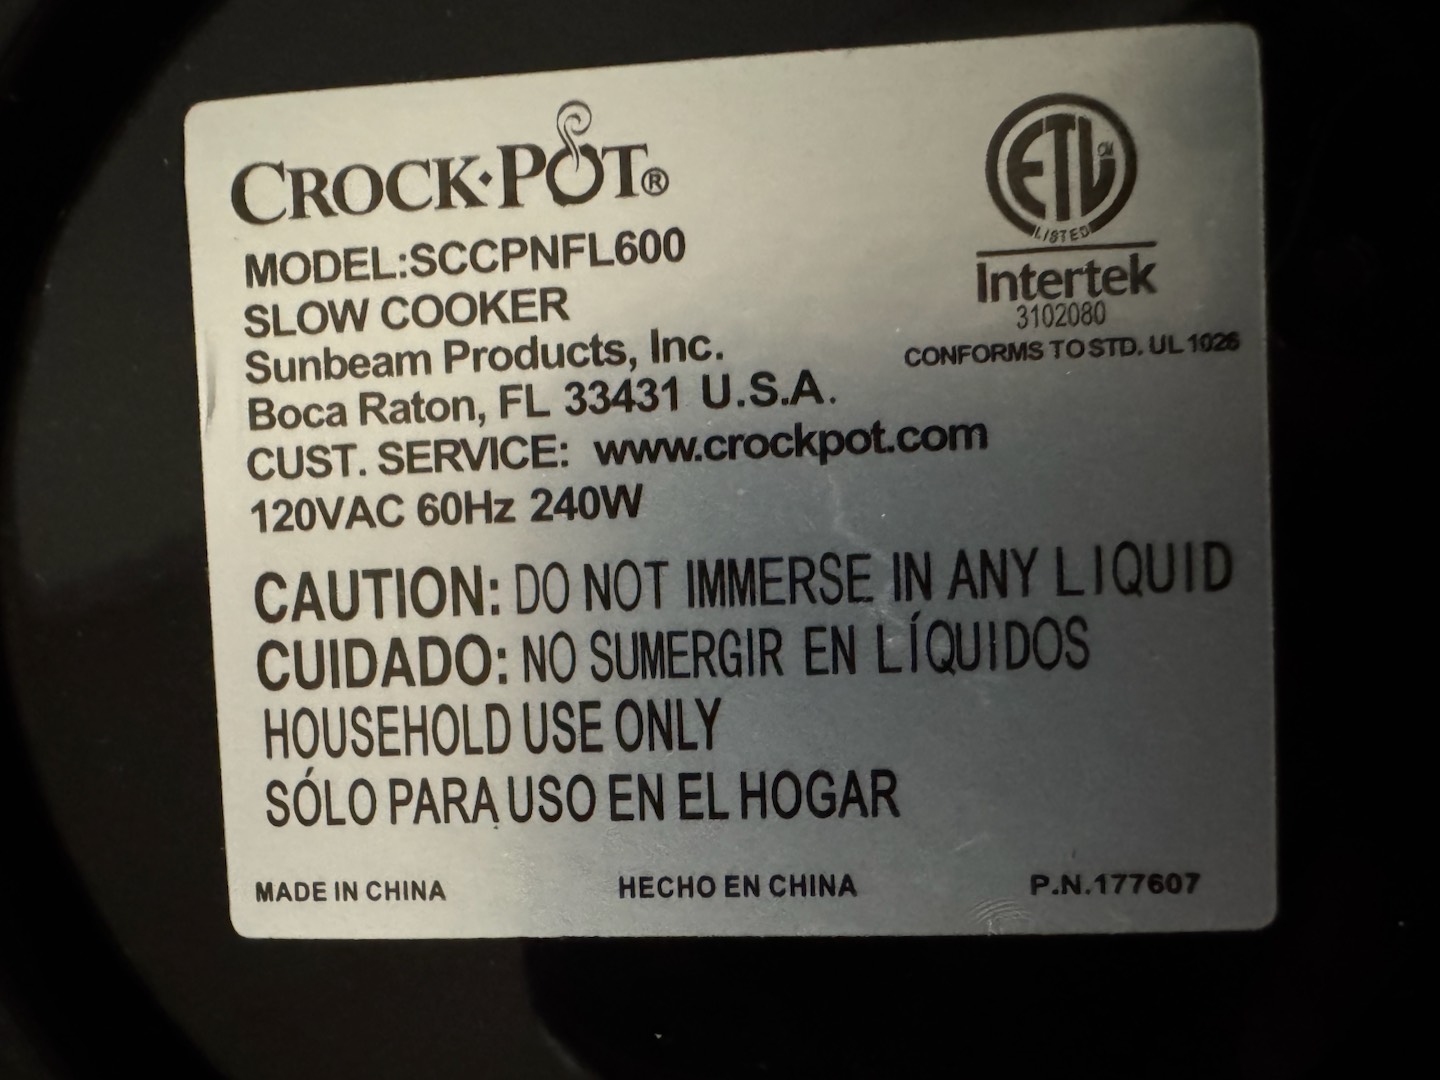 CROCK•POT®
MODEL:SCCPNFL600
SLOW COOKER
Sunbeam Products, Inc.
Boca Raton, FL 33431 U.S.A.
CUST. SERVICE: www.crockpot.com
120VAC 60Hz 240W
ETL CM
LISTED
Intertek
3102080
CONFORMS TO STD. UL 1026
CAUTION: DO NOT IMMERSE IN ANY LIQUID
CUIDADO: NO SUMERGIR EN LÍQUIDOS
HOUSEHOLD USE ONLY
SÓLO PARA USO EN EL HOGAR
MADE IN CHINA HECHO EN CHINA P.N.177607